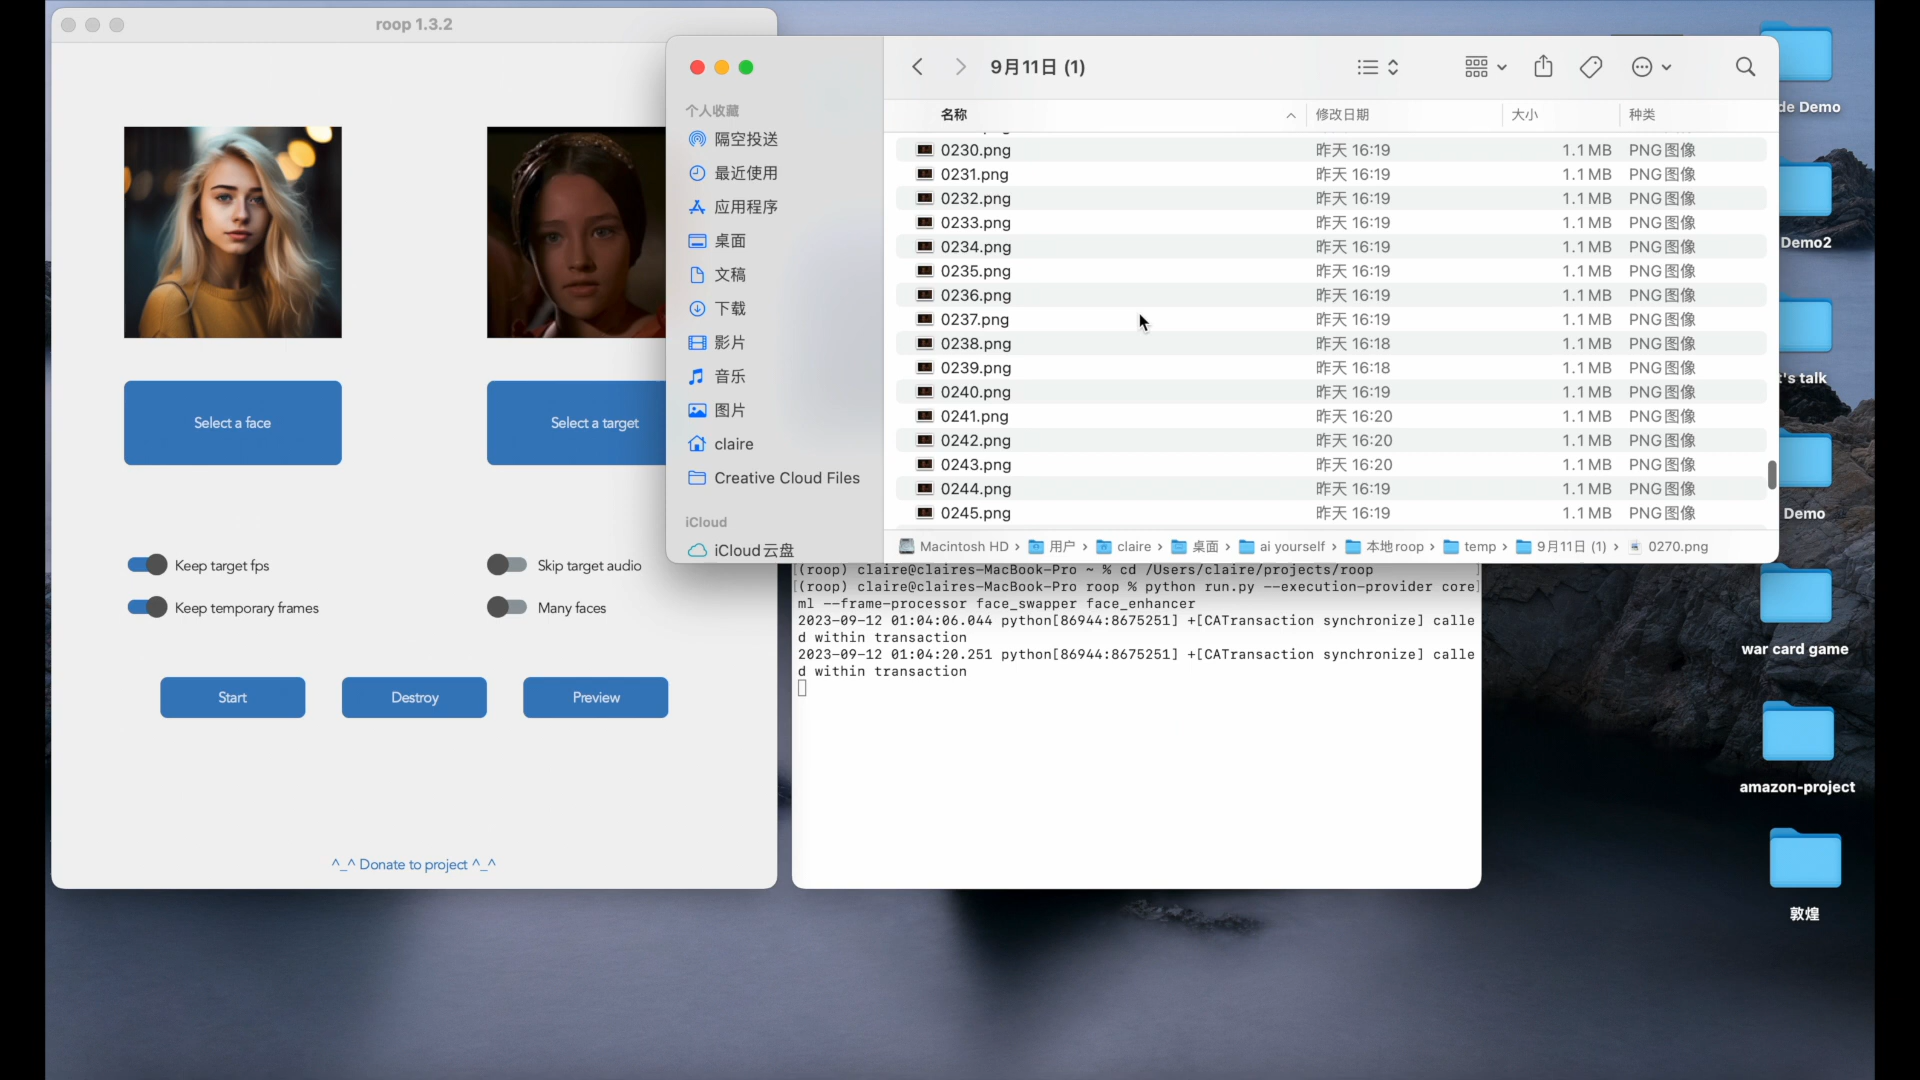 roop 1.3.2
Select a face
Select a target
Keep target fps
Skip target audio
Keep temporary frames
Many faces
Start
Destroy
Preview
^_^ Donate to project ^_^
9月11日 (1)
个人收藏
隔空投送
最近使用
应用程序
桌面
文稿
下载
影片
音乐
图片
claire
Creative Cloud Files
iCloud
iCloud云盘
名称 修改日期 大小 种类
0230.png 昨天 16:19 1.1 MB PNG图像
0231.png 昨天 16:19 1.1 MB PNG图像
0232.png 昨天 16:19 1.1 MB PNG图像
0233.png 昨天 16:19 1.1 MB PNG图像
0234.png 昨天 16:19 1.1 MB PNG图像
0235.png 昨天 16:19 1.1 MB PNG图像
0236.png 昨天 16:19 1.1 MB PNG图像
0237.png 昨天 16:19 1.1 MB PNG图像
0238.png 昨天 16:18 1.1 MB PNG图像
0239.png 昨天 16:18 1.1 MB PNG图像
0240.png 昨天 16:19 1.1 MB PNG图像
0241.png 昨天 16:20 1.1 MB PNG图像
0242.png 昨天 16:20 1.1 MB PNG图像
0243.png 昨天 16:20 1.1 MB PNG图像
0244.png 昨天 16:19 1.1 MB PNG图像
0245.png 昨天 16:19 1.1 MB PNG图像
Macintosh HD › 用户 › claire › 桌面 › ai yourself › 本地roop › temp › 9月11日 (1) › 0270.png
[(roop) claire@claires-MacBook-Pro ~ % cd /Users/claire/projects/roop ]
[(roop) claire@claires-MacBook-Pro roop % python run.py --execution-provider core]
ml --frame-processor face_swapper face_enhancer
2023-09-12 01:04:06.044 python[86944:8675251] +[CATransaction synchronize] calle
d within transaction
2023-09-12 01:04:20.251 python[86944:8675251] +[CATransaction synchronize] calle
d within transaction
de Demo
Demo2
t's talk
Demo
war card game
amazon-project
敦煌